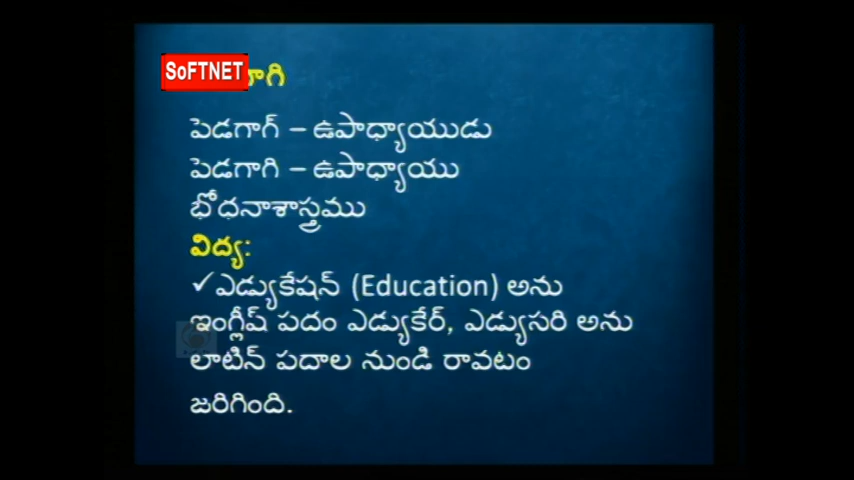 SoFTNET
పెడగాగ్ – ఉపాధ్యాయుడు
పెడగాగి – ఉపాధ్యాయు
భోధనాశాస్త్రము
విద్య:
✓ఎడ్యుకేషన్ (Education) అను
ఇంగ్లీష్ పదం ఎడ్యుకేర్, ఎడ్యుసరి అను
లాటిన్ పదాల నుండి రావటం
జరిగింది.